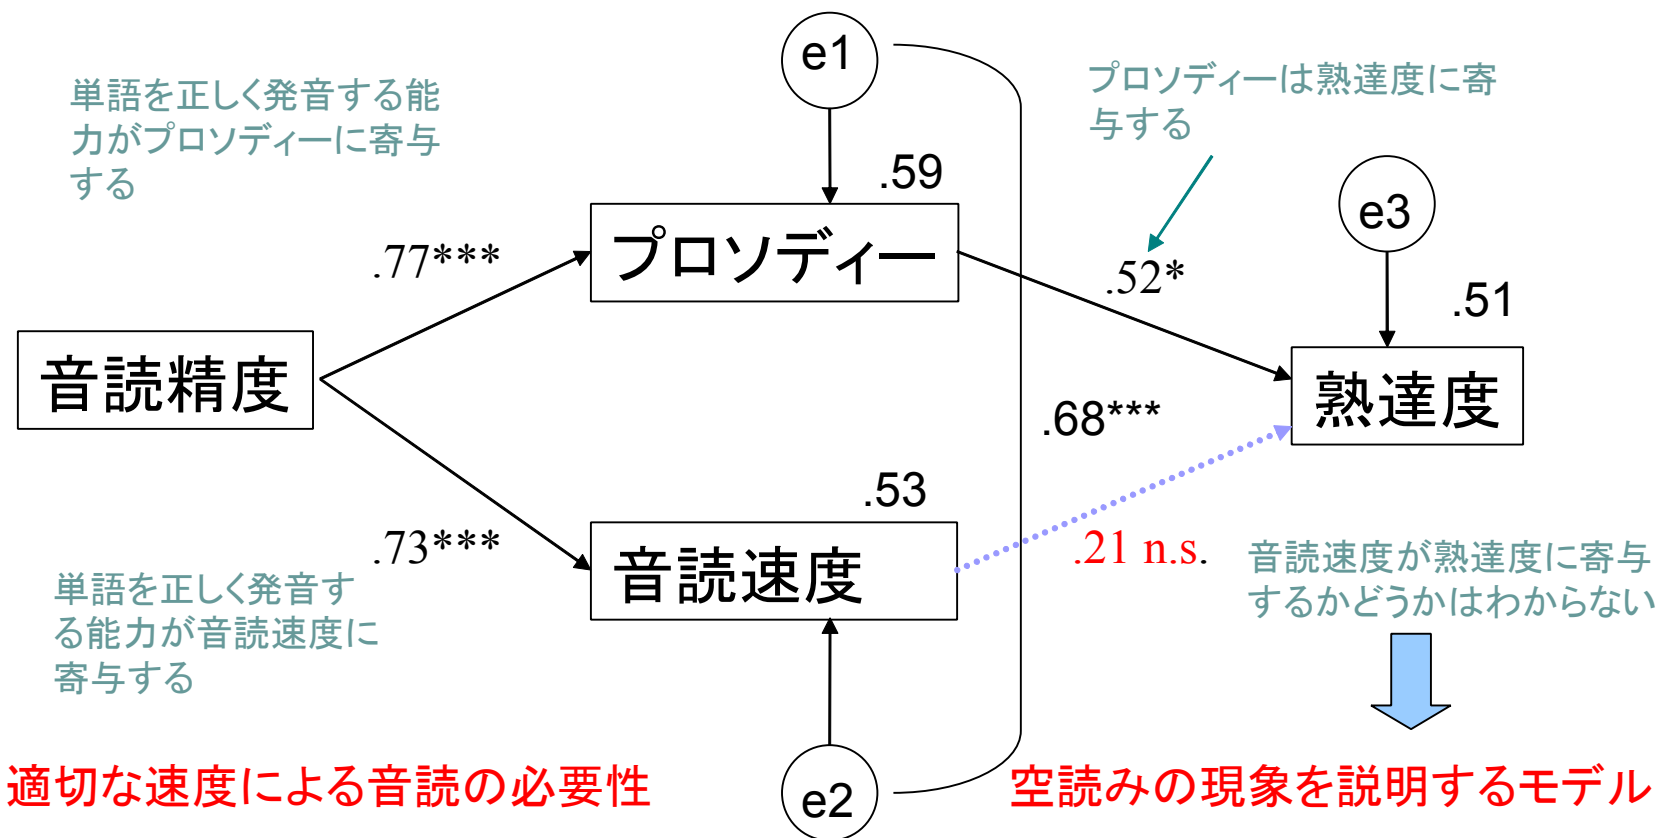 e1
単語を正しく発音する能
力がプロソディーに寄与
する
プロソディーは熟達度に寄
与する
.59
e3
.77***
プロソディー
.52*
.51
音読精度
熟達度
.68***
.53
.73***
音読速度
.21 n.s.
音読速度が熟達度に寄与
するかどうかはわからない
単語を正しく発音す
る能力が音読速度に
寄与する
適切な速度による音読の必要性
e2
空読みの現象を説明するモデル